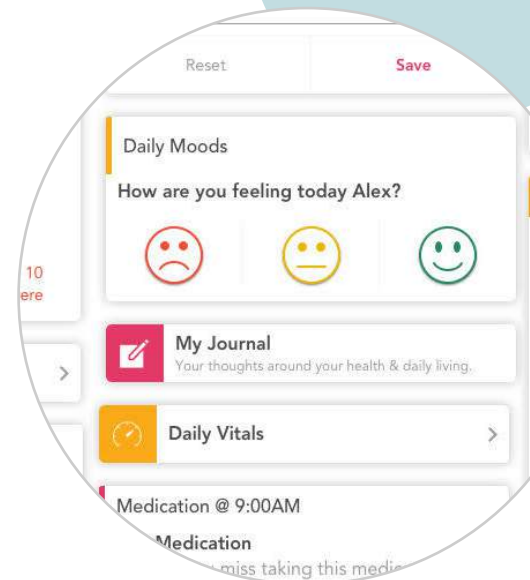 Reset
Save
Daily Moods
How are you feeling today Alex?
10
ere
My Journal
Your thoughts around your health & daily living.
Daily Vitals
Medication @ 9:00AM
Medication
miss taking this medic